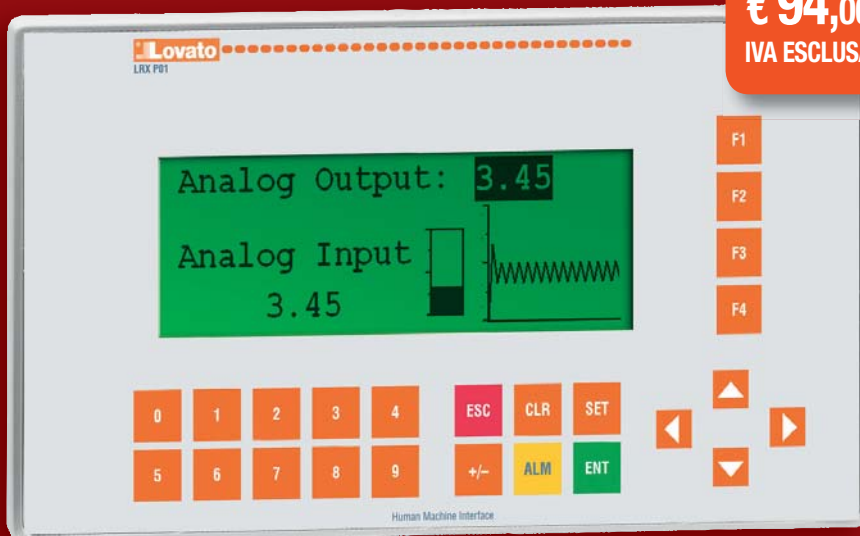 € 94,0
IVA ESCLUSA
Lovato
LRX P01
Analog Output: 3.45
Analog Input
3.45
F1
F2
F3
F4
0 1 2 3 4 ESC CLR SET
5 6 7 8 9 +/– ALM ENT
Human Machine Interface